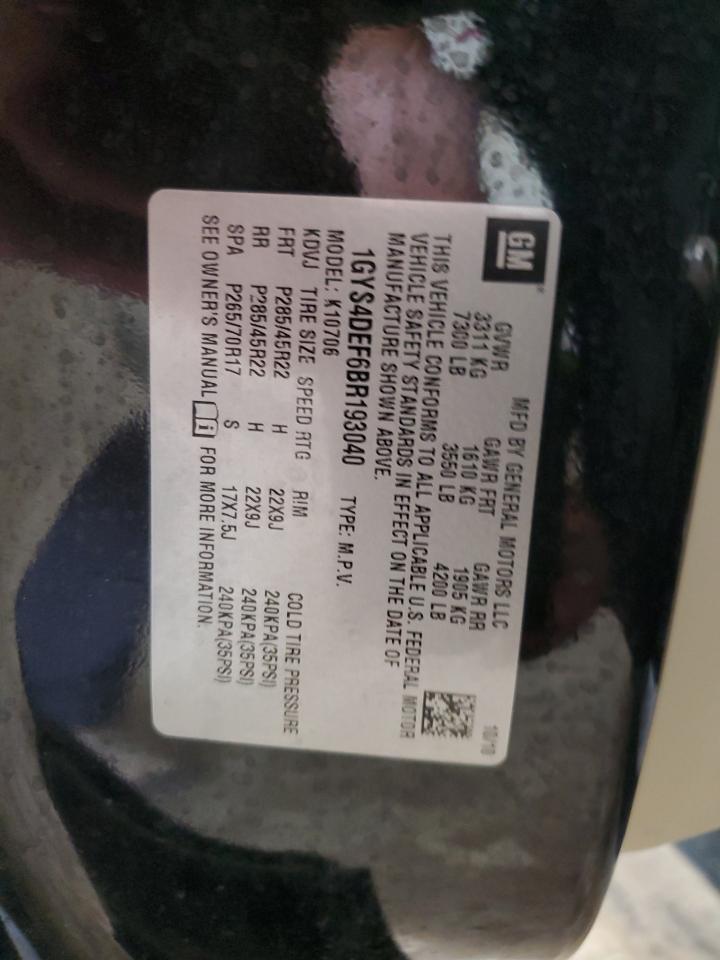 GM
MFD BY GENERAL MOTORS LLC 10/10
GVWR GAWR FRT GAWR RR
3311 KG 1610 KG 1905 KG
7300 LB 3550 LB 4200 LB
THIS VEHICLE CONFORMS TO ALL APPLICABLE U.S. FEDERAL MOTOR
VEHICLE SAFETY STANDARDS IN EFFECT ON THE DATE OF
MANUFACTURE SHOWN ABOVE.
1GYS4DEF6BR193040 TYPE: M.P.V.
MODEL: K10706
KDVJ TIRE SIZE SPEED RTG RIM COLD TIRE PRESSURE
FRT P285/45R22 H 22X9J 240KPA(35PSI)
RR P285/45R22 H 22X9J 240KPA(35PSI)
SPA P265/70R17 S 17X7.5J 240KPA(35PSI)
SEE OWNER'S MANUAL i FOR MORE INFORMATION.